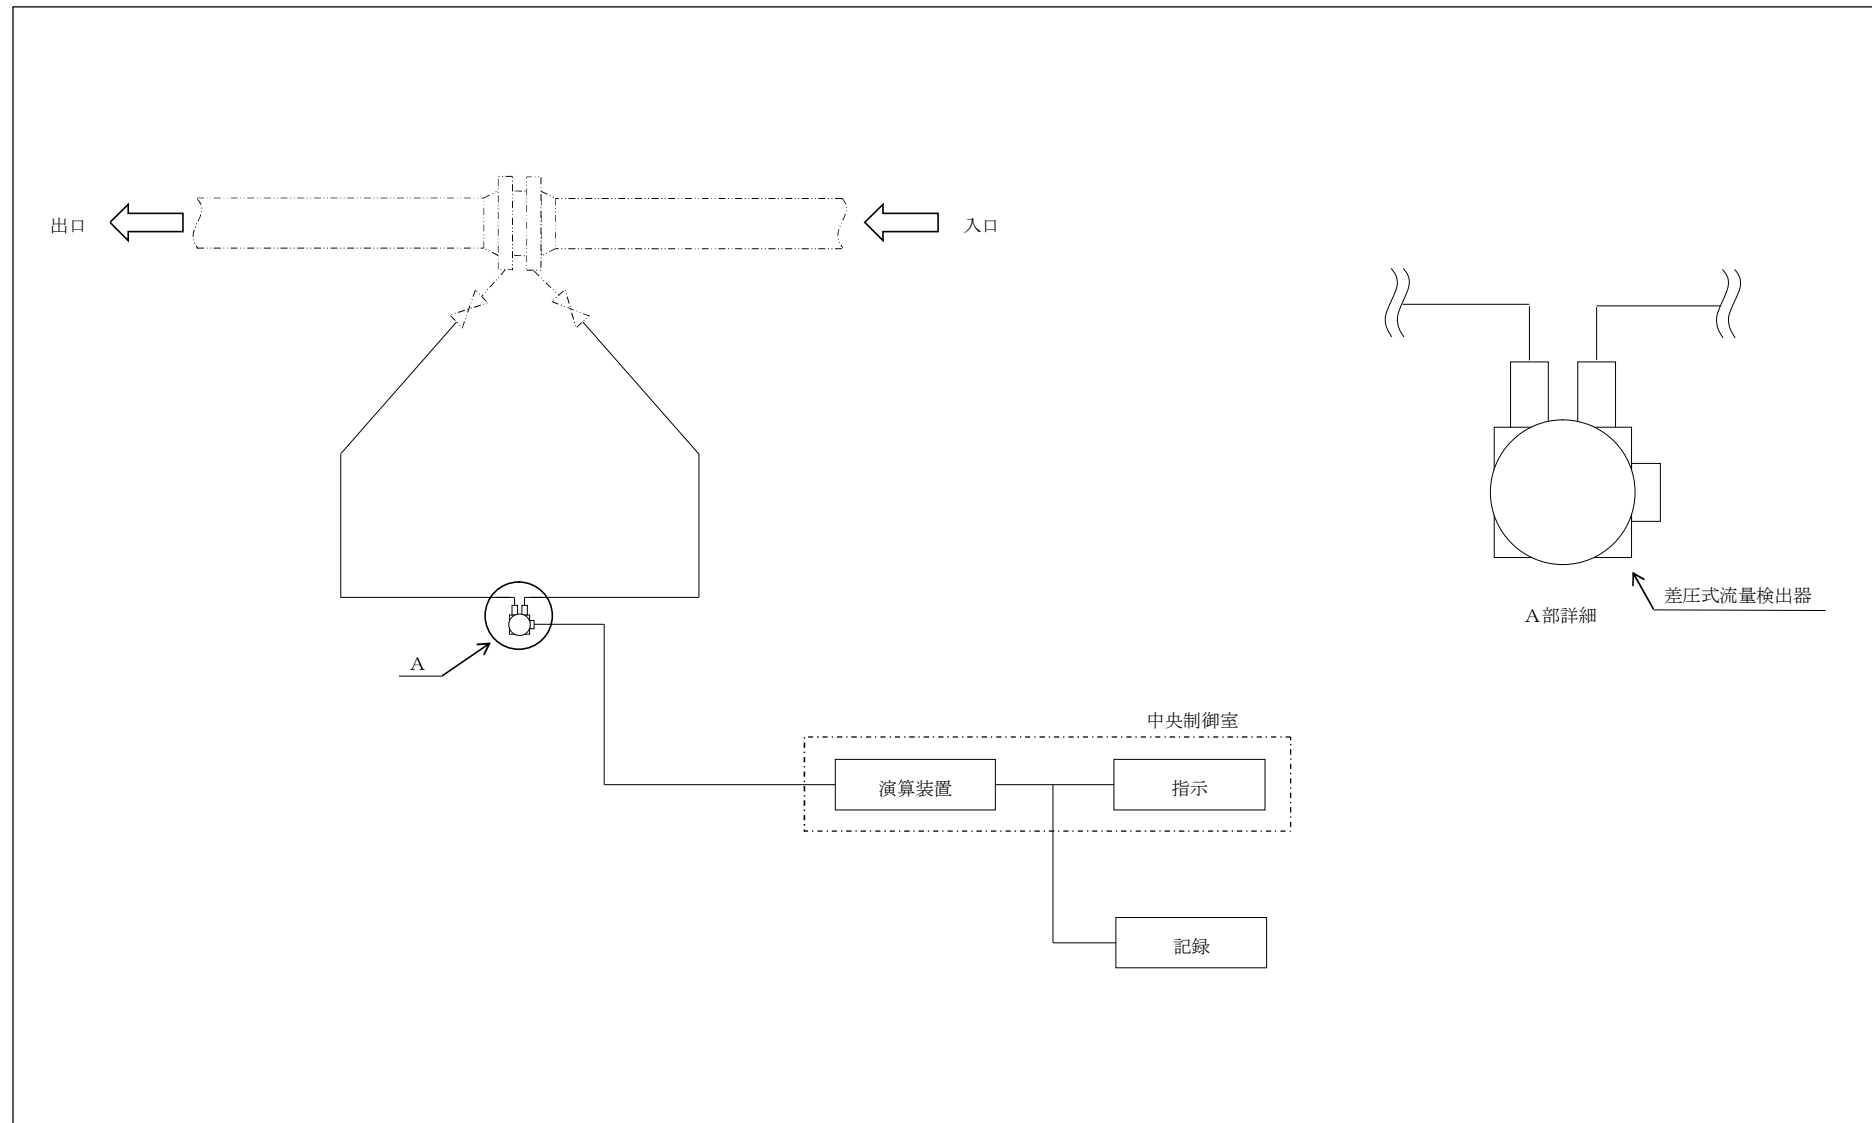 出口
入口
差圧式流量検出器
A部詳細
A
中央制御室
演算装置
指示
記録